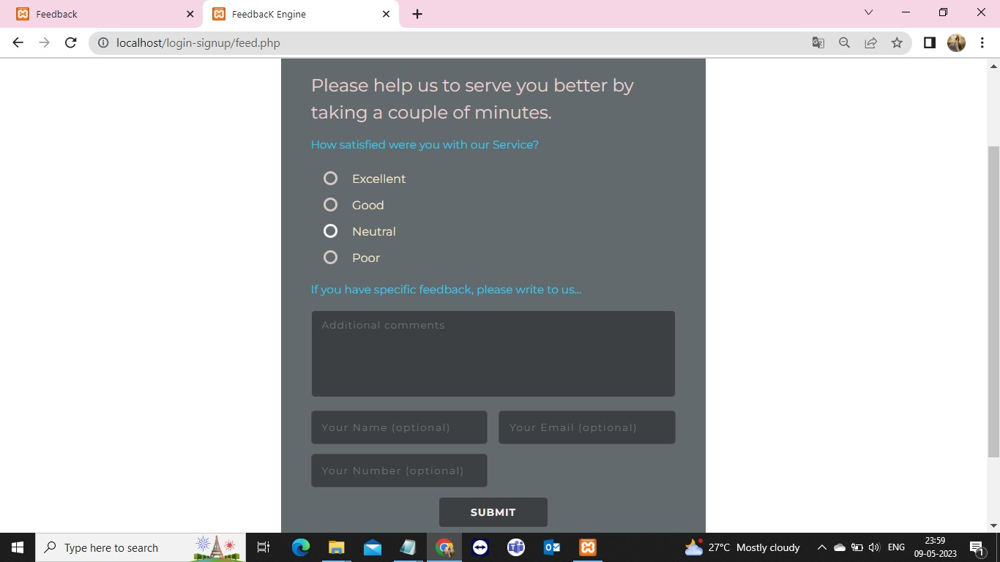 Feedback
FeedbacK Engine
localhost/login-signup/feed.php
Please help us to serve you better by
taking a couple of minutes.
How satisfied were you with our Service?
Excellent
Good
Neutral
Poor
If you have specific feedback, please write to us...
Additional comments
Your Name (optional)
Your Email (optional)
Your Number (optional)
SUBMIT
Type here to search
27°C Mostly cloudy
ENG
23:59
09-05-2023
1